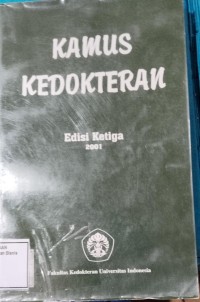 KAMUS
KEDOKTERAN
Edisi Ketiga
2001
Fakultas Kedokteran Universitas Indonesia